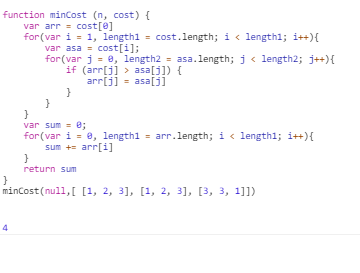 function minCost (n, cost) {
    var arr = cost[0]
    for(var i = 1, length1 = cost.length; i < length1; i++){
        var asa = cost[i];
        for(var j = 0, length2 = asa.length; j < length2; j++){
            if (arr[j] > asa[j]) {
                arr[j] = asa[j]
            }
        }
    }
    var sum = 0;
    for(var i = 0, length1 = arr.length; i < length1; i++){
        sum += arr[i]
    }
    return sum
}
minCost(null,[ [1, 2, 3], [1, 2, 3], [3, 3, 1]])
4